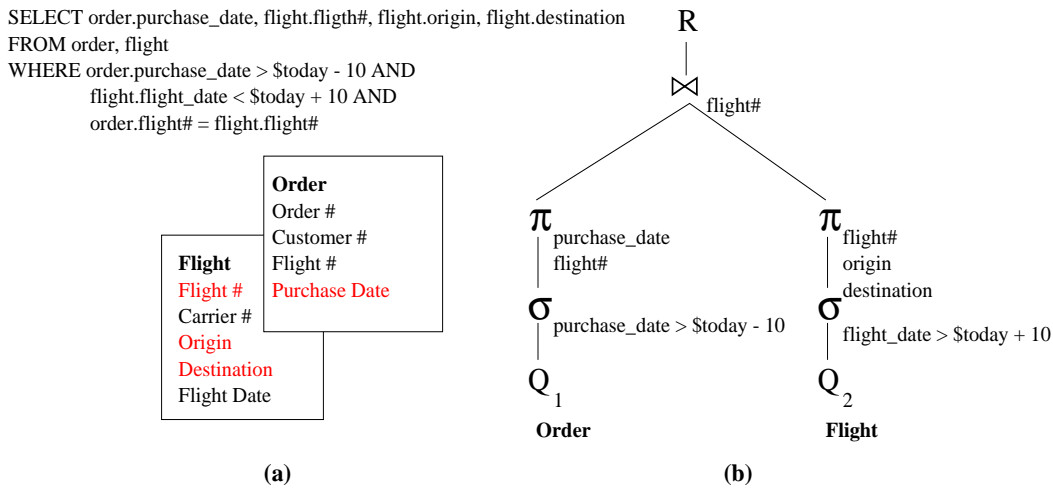 SELECT order.purchase_date, flight.fligth#, flight.origin, flight.destination
FROM order, flight
WHERE order.purchase_date > $today - 10 AND
flight.flight_date < $today + 10 AND
order.flight# = flight.flight#
Order
Order #
Customer #
Flight #
Purchase Date
Flight
Flight #
Carrier #
Origin
Destination
Flight Date
(a)
R
⋈
flight#
π
purchase_date
flight#
σ
purchase_date > $today - 10
Q1
Order
π
flight#
origin
destination
σ
flight_date > $today + 10
Q2
Flight
(b)